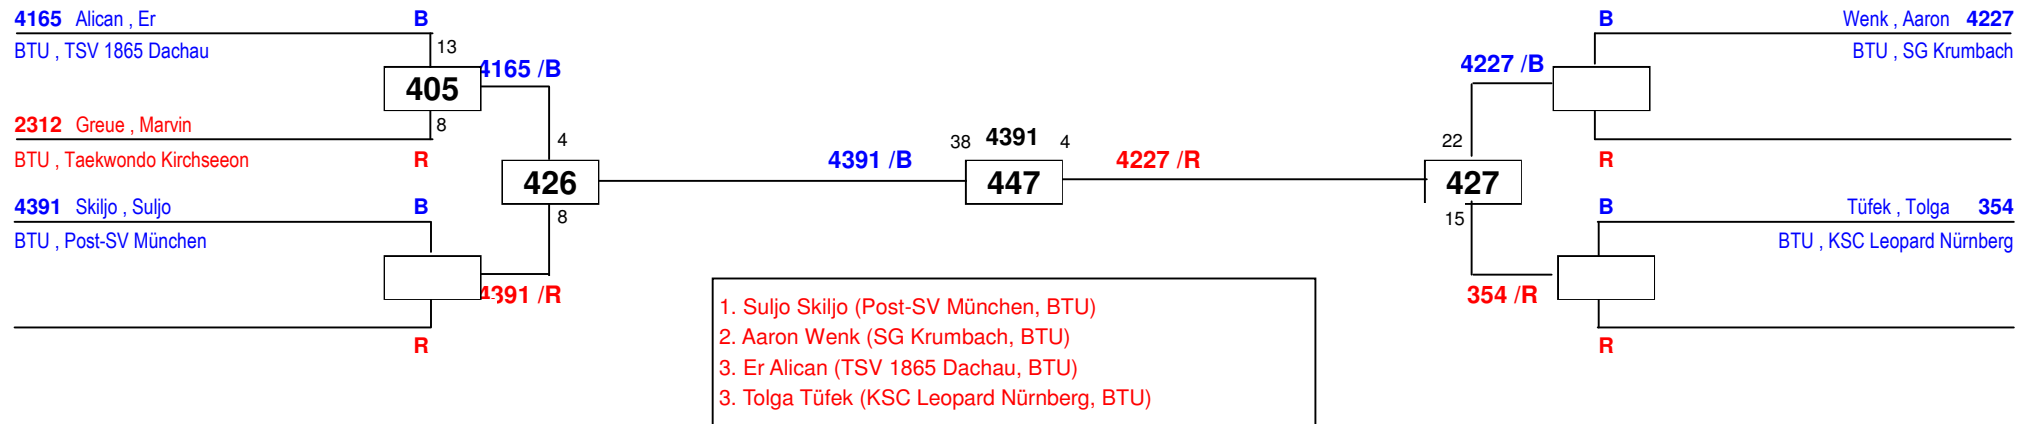 4165 Alican , Er B
BTU , TSV 1865 Dachau
13
4165 /B
405
2312 Greue , Marvin
8
BTU , Taekwondo Kirchseeon R
4
426
8
4391 Skiljo , Suljo B
BTU , Post-SV München
4391 /R
R
4391 /B
38 4391 4
447
4227 /R
B Wenk , Aaron 4227
BTU , SG Krumbach
4227 /B
22
R
427
15
B Tüfek , Tolga 354
BTU , KSC Leopard Nürnberg
354 /R
R
1. Suljo Skiljo (Post-SV München, BTU)
2. Aaron Wenk (SG Krumbach, BTU)
3. Er Alican (TSV 1865 Dachau, BTU)
3. Tolga Tüfek (KSC Leopard Nürnberg, BTU)